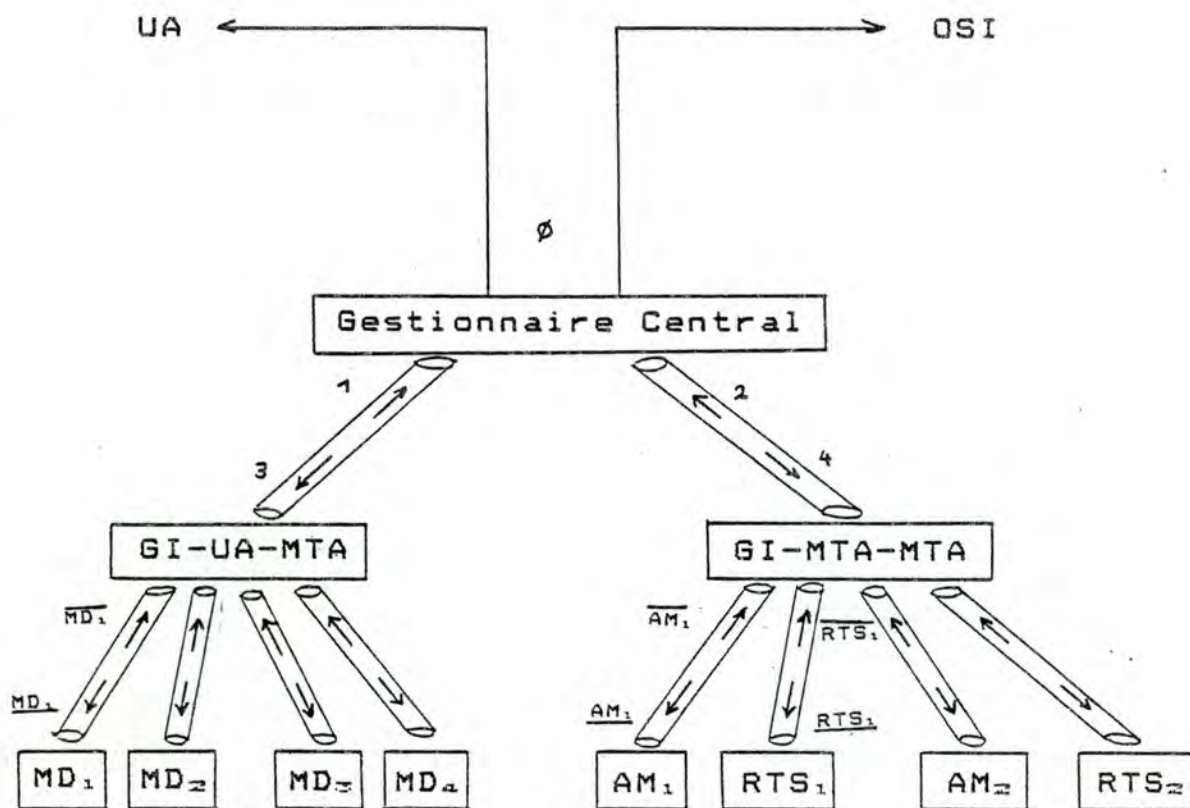 UA OSI
Ø
Gestionnaire Central
1 2
3 4
GI-UA-MTA GI-MTA-MTA
MD₁ AM₁ RTS₁
MD₁ AM₁ RTS₁
MD₁ MD₂ MD₃ MD₄ AM₁ RTS₁ AM₂ RTS₂